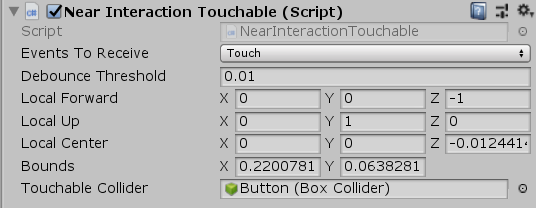 Near Interaction Touchable (Script)
Script NearInteractionTouchable
Events To Receive Touch
Debounce Threshold 0.01
Local Forward X 0 Y 0 Z -1
Local Up X 0 Y 1 Z 0
Local Center X 0 Y 0 Z -0.0124414
Bounds X 0.2200781 Y 0.0638281
Touchable Collider Button (Box Collider)